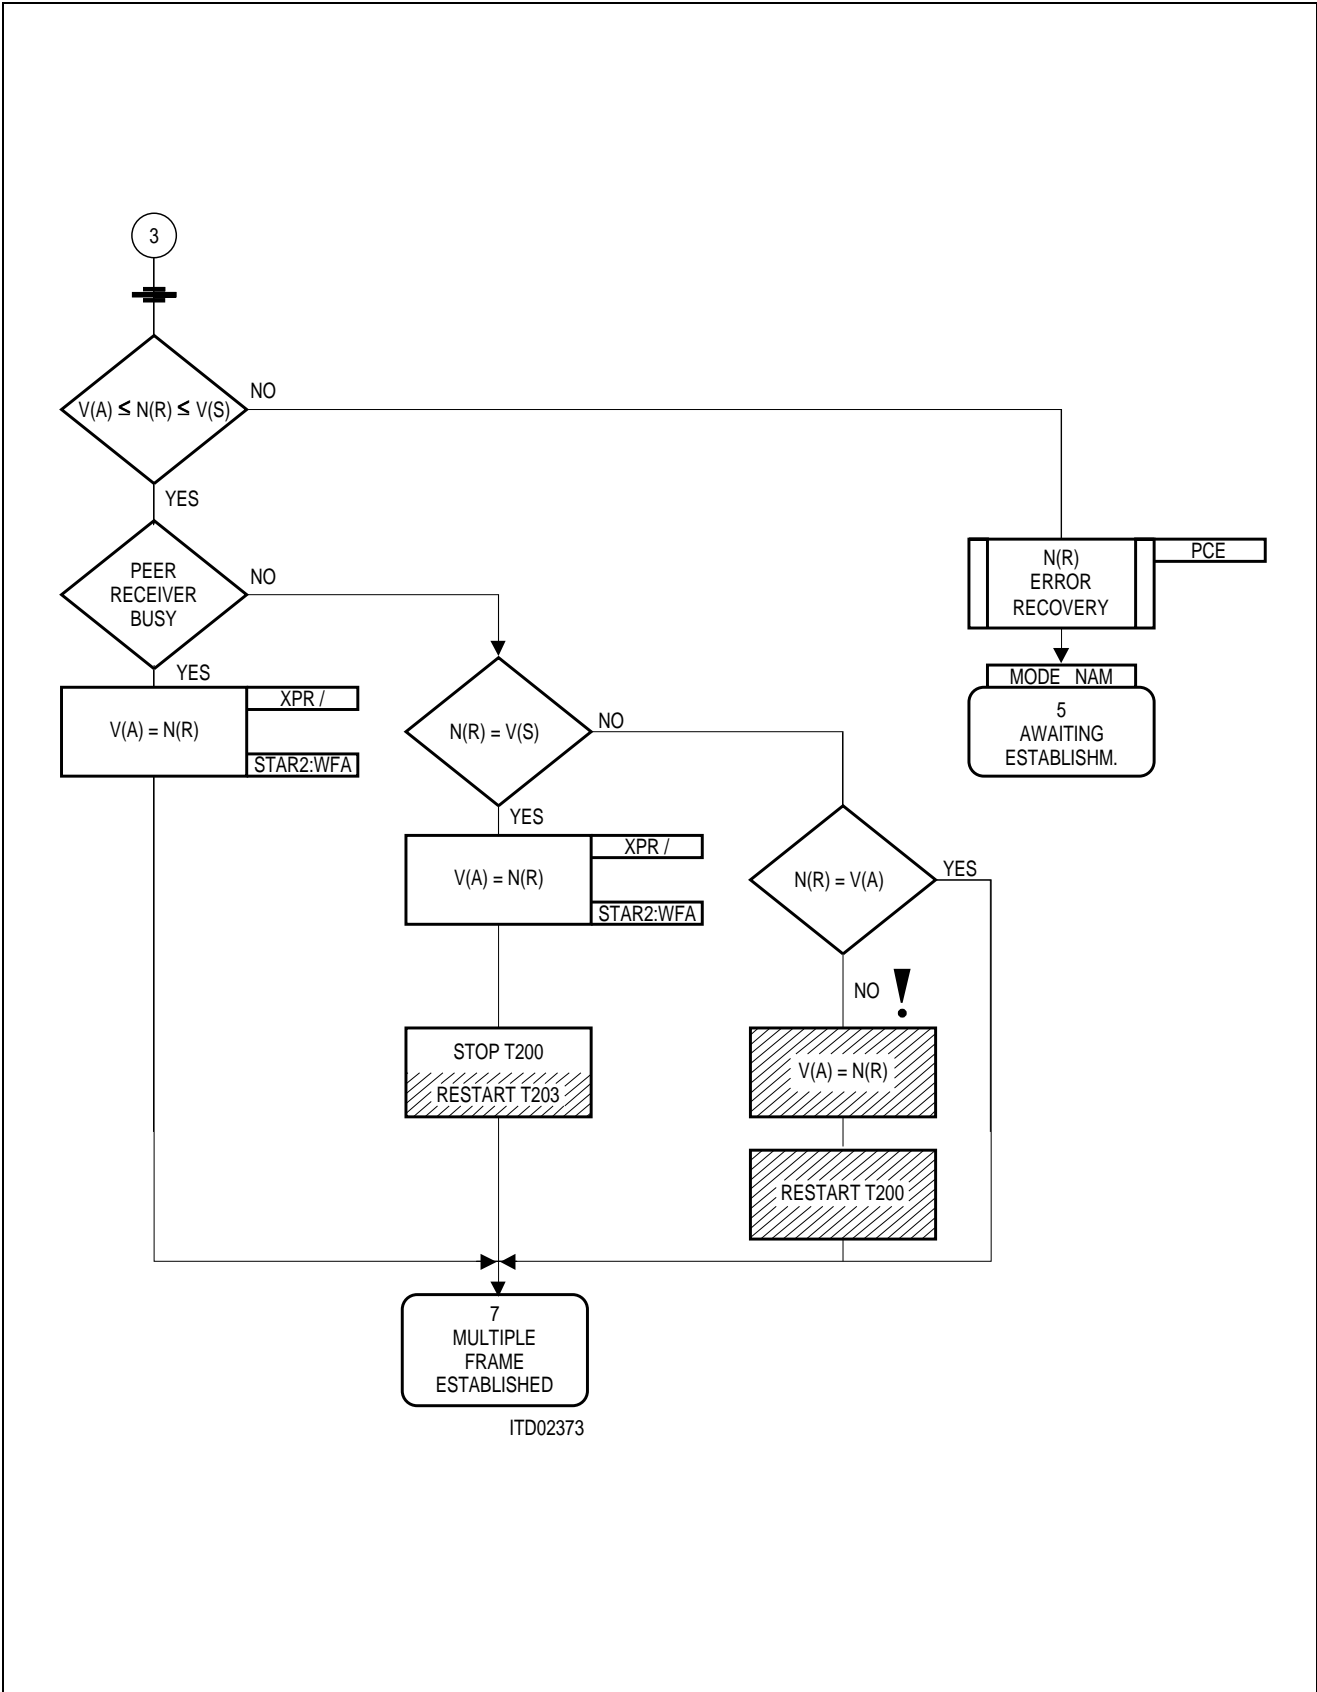 3
V(A) ≤ N(R) ≤ V(S)
NO
YES
PEER
RECEIVER
BUSY
NO
YES
V(A) = N(R)
XPR /
STAR2:WFA
N(R) = V(S)
NO
YES
V(A) = N(R)
XPR /
STAR2:WFA
STOP T200
RESTART T203
N(R) = V(A)
YES
NO !
V(A) = N(R)
RESTART T200
N(R)
ERROR
RECOVERY
PCE
MODE NAM
5
AWAITING
ESTABLISHM.
7
MULTIPLE
FRAME
ESTABLISHED
ITD02373